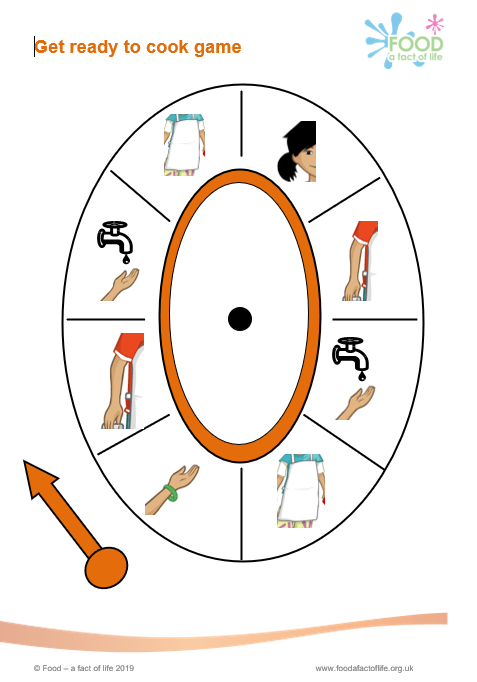 Get ready to cook game
FOOD
a fact of life
© Food – a fact of life 2019
www.foodafactoflife.org.uk